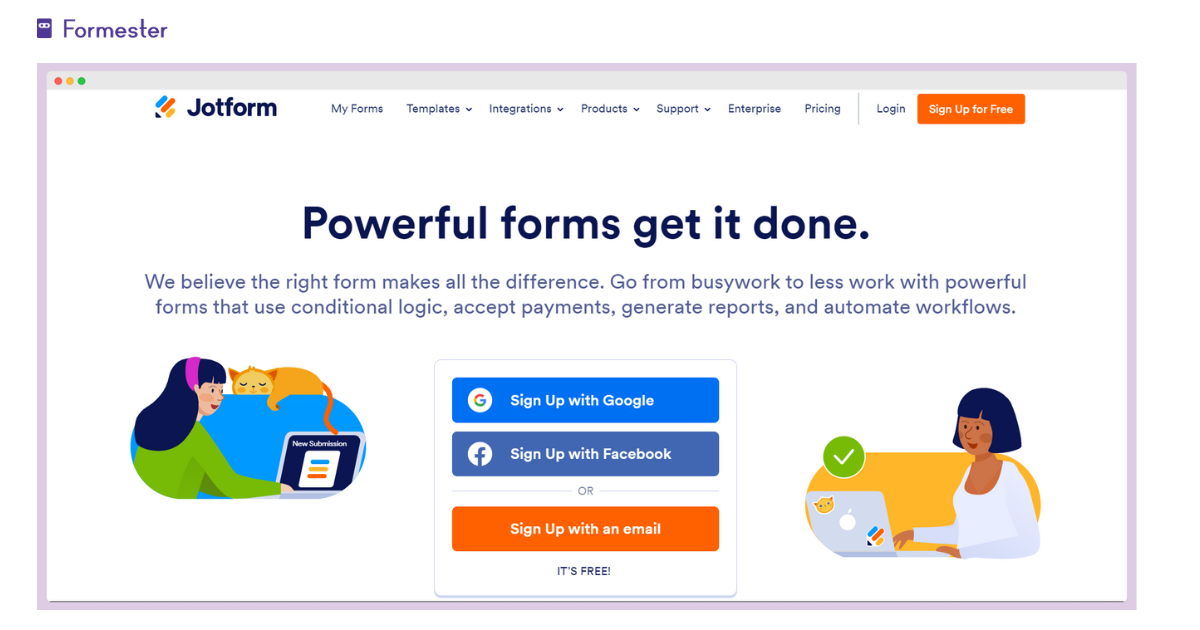 Formester
Jotform
My Forms Templates Integrations Products Support Enterprise Pricing Login Sign Up for Free
Powerful forms get it done.
We believe the right form makes all the difference. Go from busywork to less work with powerful
forms that use conditional logic, accept payments, generate reports, and automate workflows.
New Submission
Sign Up with Google
Sign Up with Facebook
OR
Sign Up with an email
IT'S FREE!